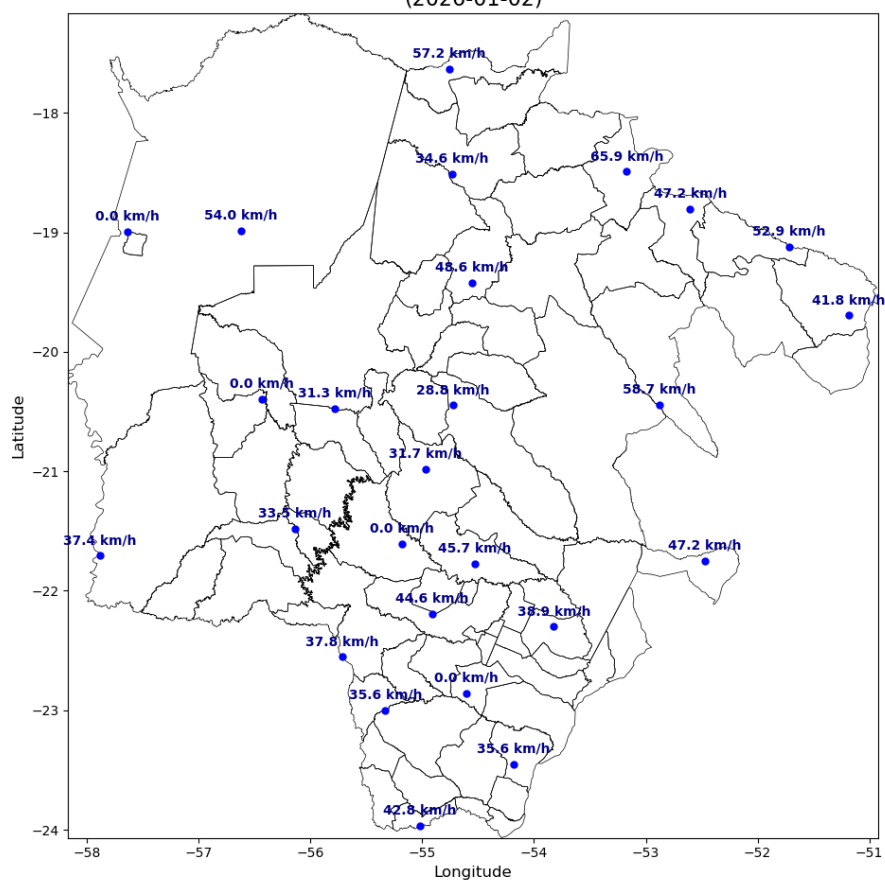 (2026-01-02)
57.2 km/h
34.6 km/h
65.9 km/h
47.2 km/h
0.0 km/h
54.0 km/h
52.9 km/h
48.6 km/h
41.8 km/h
0.0 km/h
31.3 km/h
28.8 km/h
58.7 km/h
31.7 km/h
33.5 km/h
0.0 km/h
37.4 km/h
45.7 km/h
47.2 km/h
44.6 km/h
38.9 km/h
37.8 km/h
0.0 km/h
35.6 km/h
35.6 km/h
42.8 km/h
Latitude
−18
−19
−20
−21
−22
−23
−24
−58 −57 −56 −55 −54 −53 −52 −51
Longitude